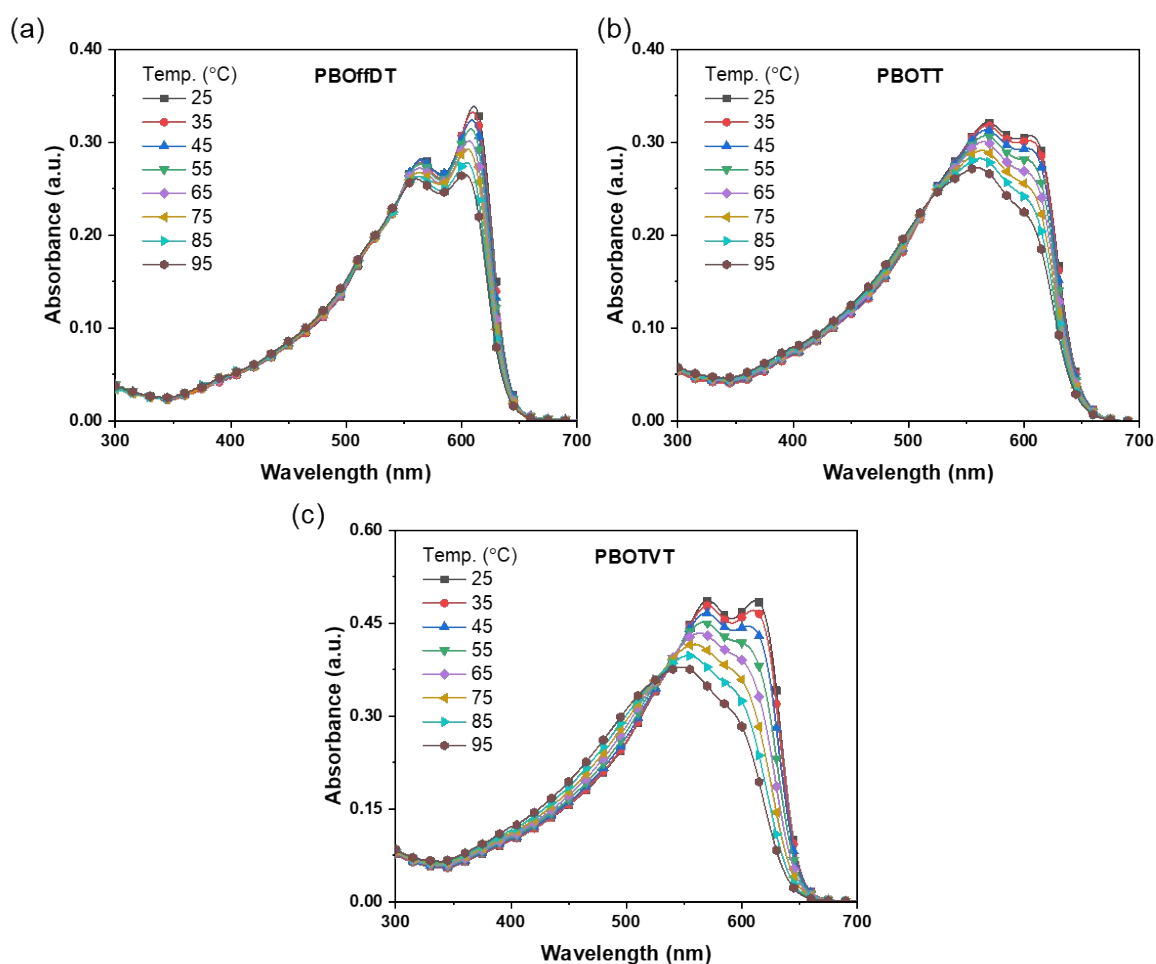 (a)
0.40
0.30
0.20
0.10
0.00
Absorbance (a.u.)
Temp. (°C)
PBOffDT
25
35
45
55
65
75
85
95
300 400 500 600 700
Wavelength (nm)
(b)
0.40
0.30
0.20
0.10
0.00
Absorbance (a.u.)
Temp. (°C)
PBOTT
25
35
45
55
65
75
85
95
300 400 500 600 700
Wavelength (nm)
(c)
0.60
0.45
0.30
0.15
0.00
Absorbance (a.u.)
Temp. (°C)
PBOTVT
25
35
45
55
65
75
85
95
300 400 500 600 700
Wavelength (nm)